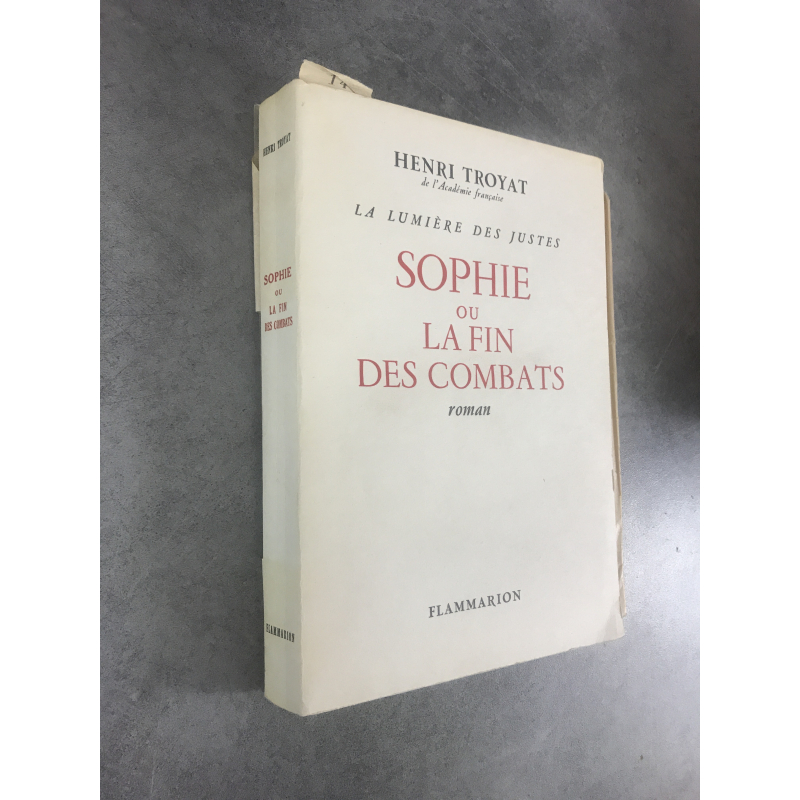 HENRI TROYAT
de l'Académie française
LA LUMIÈRE DES JUSTES
SOPHIE
OU
LA FIN
DES COMBATS
roman
FLAMMARION
HENRI TROYAT
SOPHIE
OU
LA FIN
DES COMBATS
FLAMMARION